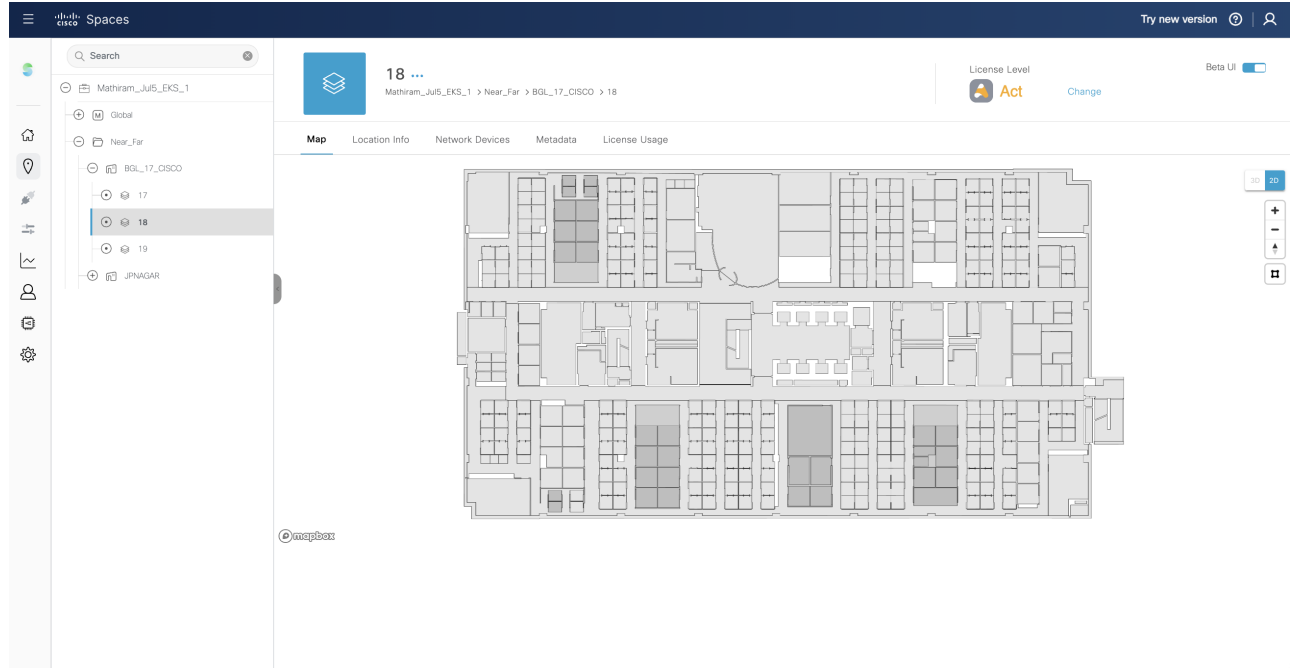 cisco Spaces
Try new version
Search
Mathiram_Jul5_EKS_1
M Global
Near_Far
BGL_17_CISCO
17
18
19
JPNAGAR
18 ...
Mathiram_Jul5_EKS_1 > Near_Far > BGL_17_CISCO > 18
License Level
Act
Change
Beta UI
Map Location Info Network Devices Metadata License Usage
3D 2D
mapbox